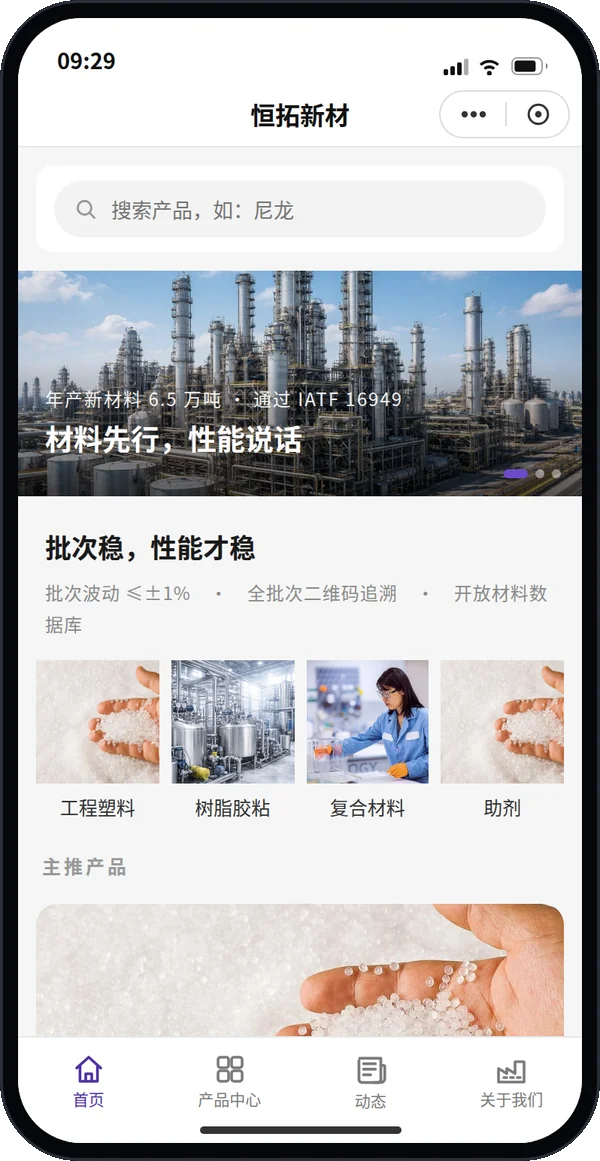 09:29
恒拓新材
搜索产品，如：尼龙
年产新材料 6.5 万吨 · 通过 IATF 16949
材料先行，性能说话
批次稳，性能才稳
批次波动 ≤±1% · 全批次二维码追溯 · 开放材料数
据库
OGY
工程塑料 树脂胶粘 复合材料 助剂
主推产品
首页 产品中心 动态 关于我们